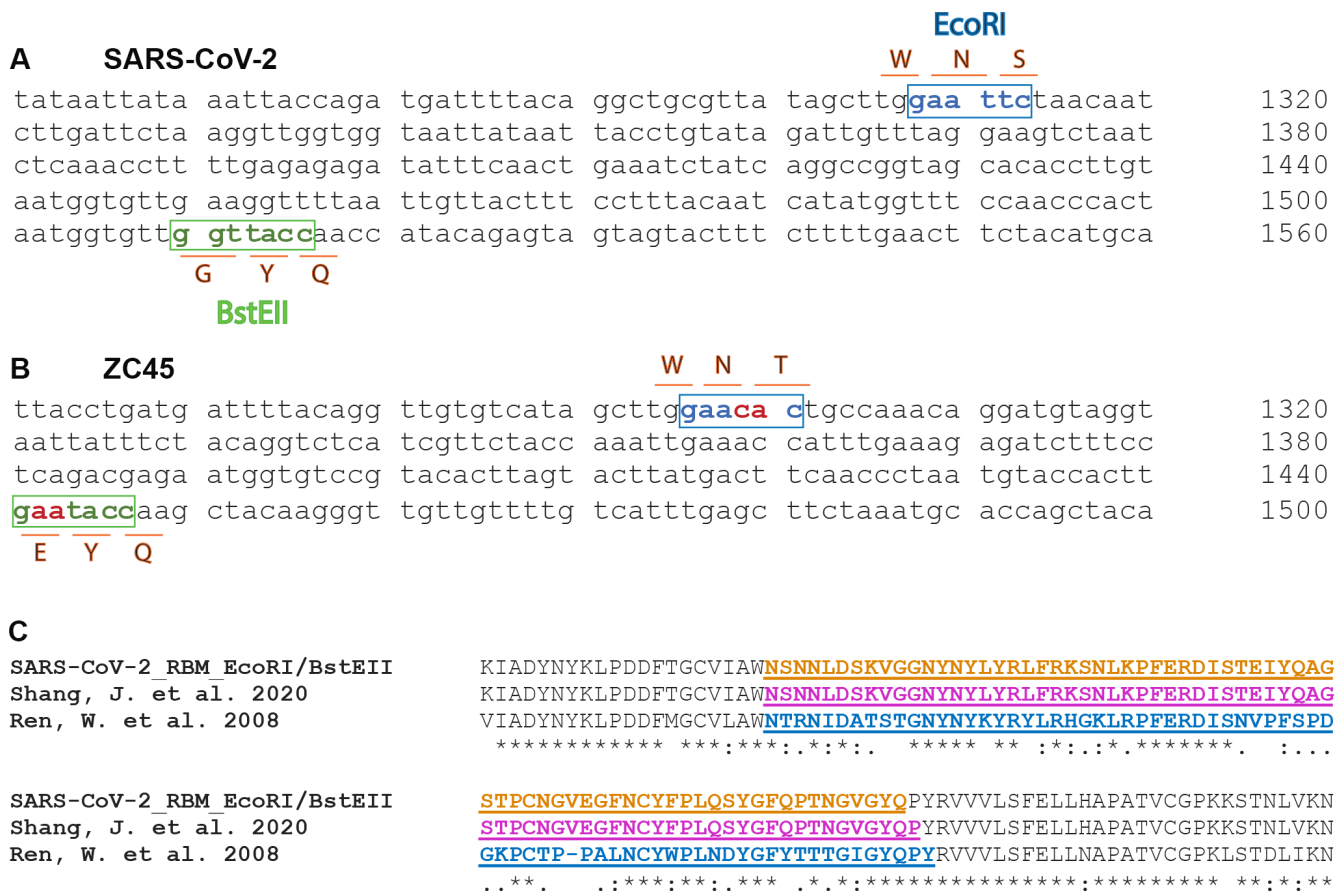 EcoRI
A SARS-CoV-2 W N S
tataattata aattaccaga tgattttaca ggctgcgtta tagcttggaa ttctaacaat 1320
cttgattcta aggttggtgg taattataat tacctgtata gattgtttag gaagtctaat 1380
ctcaaacctt ttgagagaga tatttcaact gaaatctatc aggccggtag cacaccttgt 1440
aatggtgttg aaggttttaa ttgttacttt cctttacaat catatggttt ccaacccact 1500
aatggtgttg gttaccaacc atacagagta gtagtacttt cttttgaact tctacatgca 1560
G Y Q
BstEII
B ZC45 W N T
ttacctgatg attttacagg ttgtgtcata gcttggaaca ctgccaaaca ggatgtaggt 1320
aattatttct acaggtctca tcgttctacc aaattgaaac catttgaaag agatctttcc 1380
tcagacgaga atggtgtccg tacacttagt acttatgact tcaaccctaa tgtaccactt 1440
gaataccaag ctacaagggt tgttgttttg tcatttgagc ttctaaatgc accagctaca 1500
E Y Q
C
SARS-CoV-2_RBM_EcoRI/BstEII KIADYNYKLPDDFTGCVIAWNSNNLDSKVGGNYNYLYRLFRKSNLKPFERDISTEIYQAG
Shang, J. et al. 2020 KIADYNYKLPDDFTGCVIAWNSNNLDSKVGGNYNYLYRLFRKSNLKPFERDISTEIYQAG
Ren, W. et al. 2008 VIADYNYKLPDDFMGCVLAWNTRNIDATSTGNYNYKYRYLRHGKLRPFERDISNVPFSPD
************ ***:***:.*:*:. ***** ** :*:.:*.********. :...
SARS-CoV-2_RBM_EcoRI/BstEII STPCNGVEGFNCYFPLQSYGFQPTNGVGYQPYRVVVLSFELLHAPATVCGPKKSTNLVKN
Shang, J. et al. 2020 STPCNGVEGFNCYFPLQSYGFQPTNGVGYQPYRVVVLSFELLHAPATVCGPKKSTNLVKN
Ren, W. et al. 2008 GKPCTP-PALNCYWPLNDYGFYTTTGIGYQPYRVVVLSFELLNAPATVCGPKLSTDLIKN
..**. .:***:**:.*** .*.*:***************:********* **:*:**